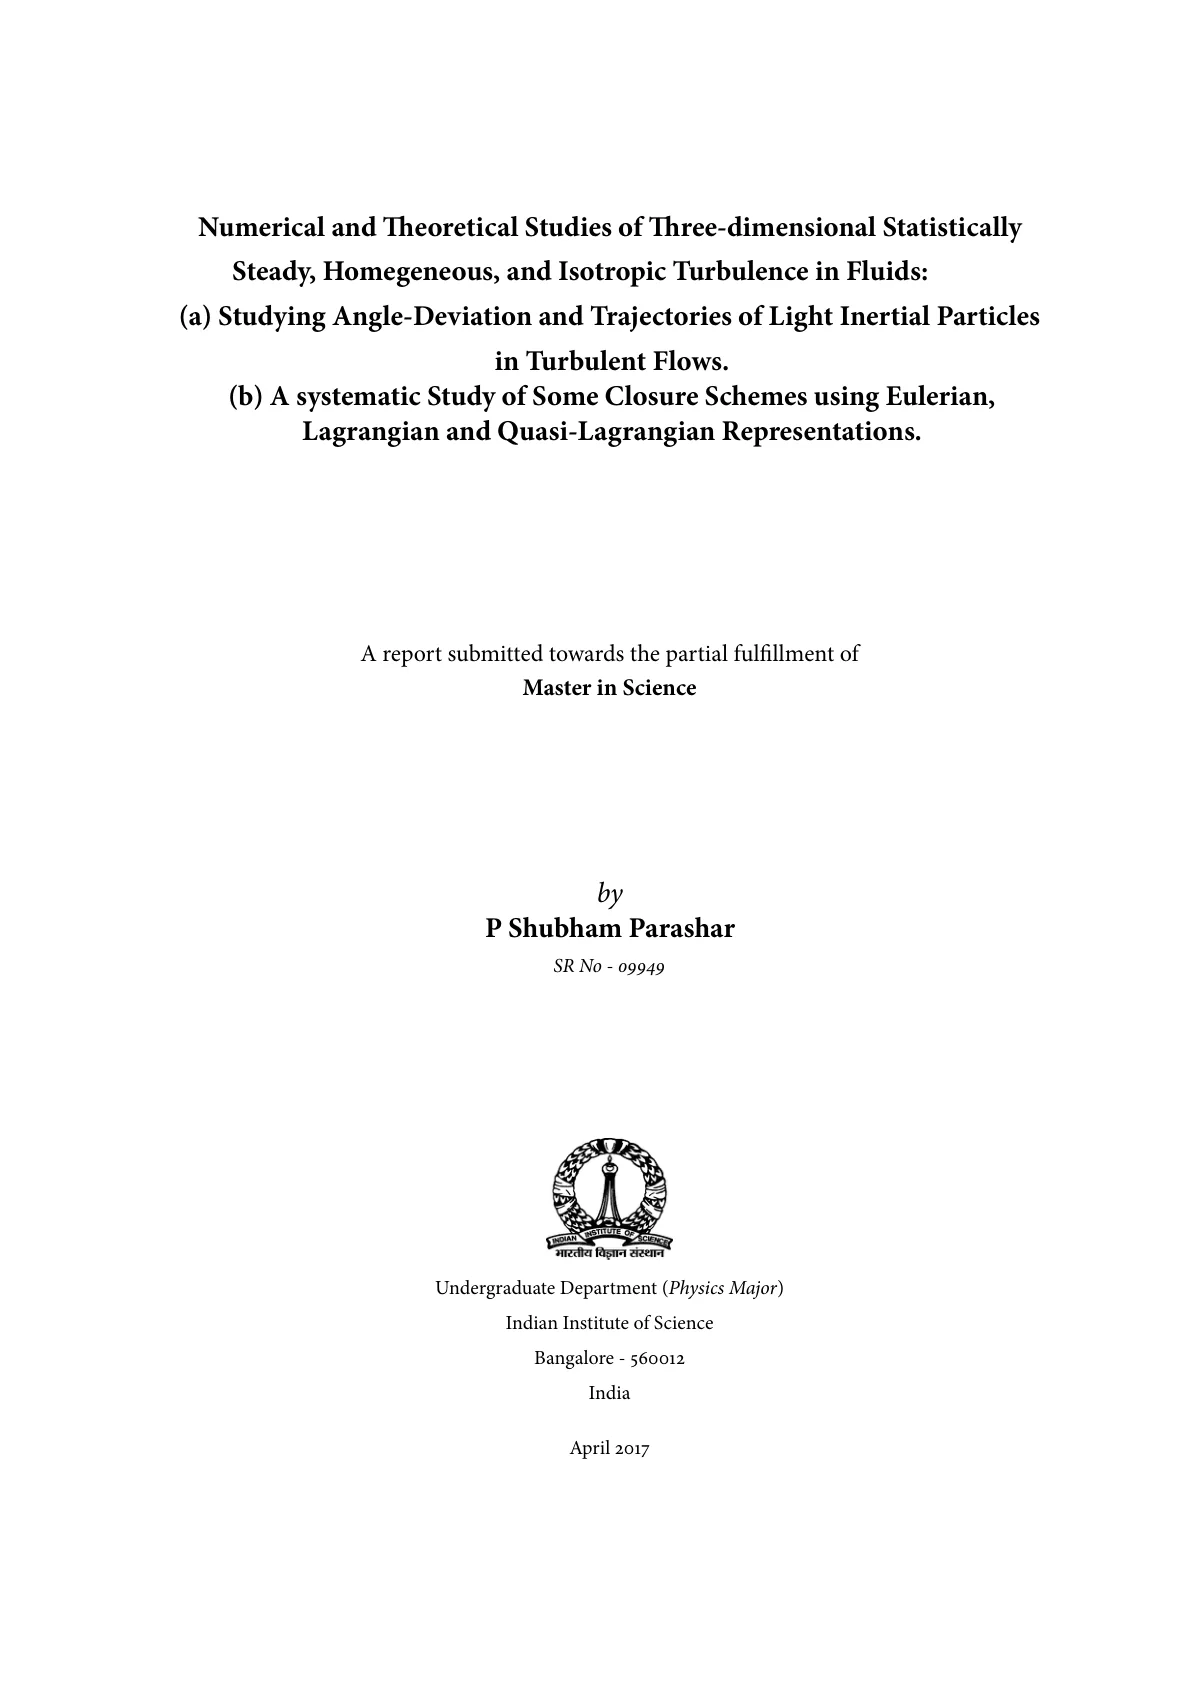 Numerical and Theoretical Studies of Three-dimensional Statistically
Steady, Homegeneous, and Isotropic Turbulence in Fluids:
(a) Studying Angle-Deviation and Trajectories of Light Inertial Particles
in Turbulent Flows.
(b) A systematic Study of Some Closure Schemes using Eulerian,
Lagrangian and Quasi-Lagrangian Representations.
A report submitted towards the partial fulfillment of
Master in Science
by
P Shubham Parashar
SR No - 09949
INDIAN INSTITUTE OF SCIENCE
भारतीय विज्ञान संस्थान
Undergraduate Department (Physics Major)
Indian Institute of Science
Bangalore - 560012
India
April 2017